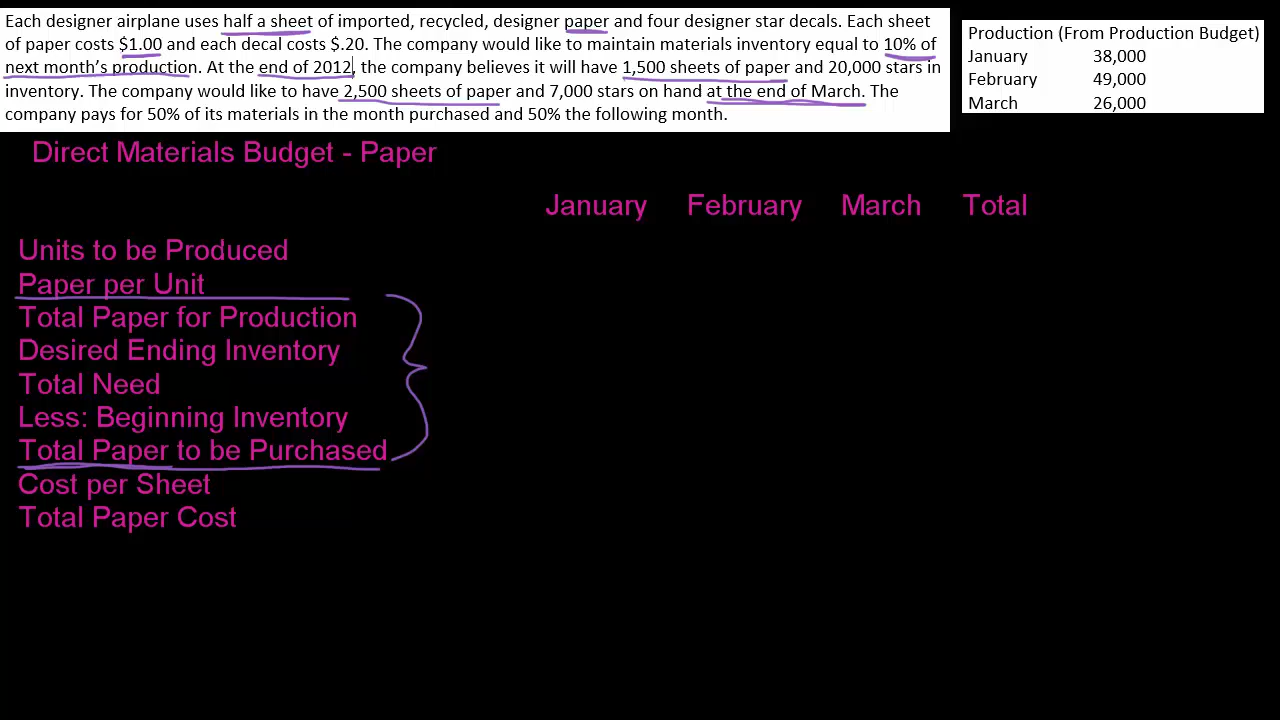 Each designer airplane uses half a sheet of imported, recycled, designer paper and four designer star decals. Each sheet
of paper costs $1.00 and each decal costs $.20. The company would like to maintain materials inventory equal to 10% of
next month's production. At the end of 2012, the company believes it will have 1,500 sheets of paper and 20,000 stars in
inventory. The company would like to have 2,500 sheets of paper and 7,000 stars on hand at the end of March. The
company pays for 50% of its materials in the month purchased and 50% the following month.
Production (From Production Budget)
January 38,000
February 49,000
March 26,000
Direct Materials Budget - Paper
January February March Total
Units to be Produced
Paper per Unit
Total Paper for Production
Desired Ending Inventory
Total Need
Less: Beginning Inventory
Total Paper to be Purchased
Cost per Sheet
Total Paper Cost